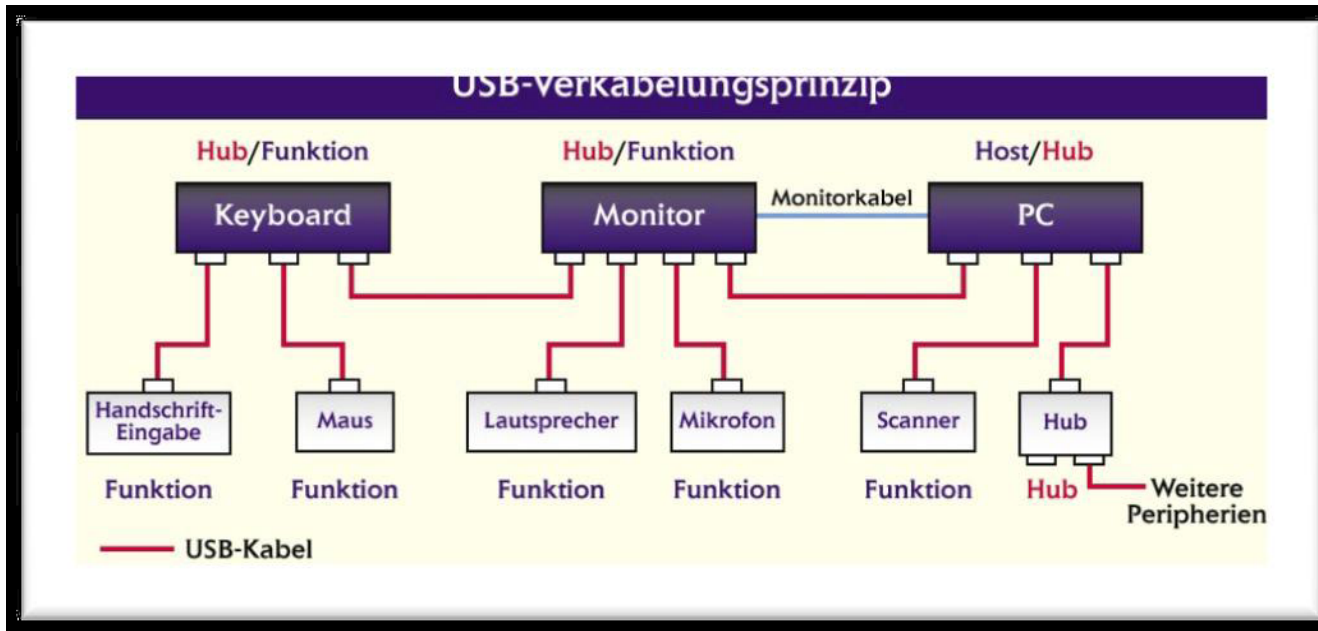 USB-Verkabelungsprinzip
Hub/Funktion
Hub/Funktion
Host/Hub
Keyboard
Monitor
Monitorkabel
PC
Handschrift-
Eingabe
Maus
Lautsprecher
Mikrofon
Scanner
Hub
Funktion
Funktion
Funktion
Funktion
Funktion
Hub
Weitere
Peripherien
USB-Kabel